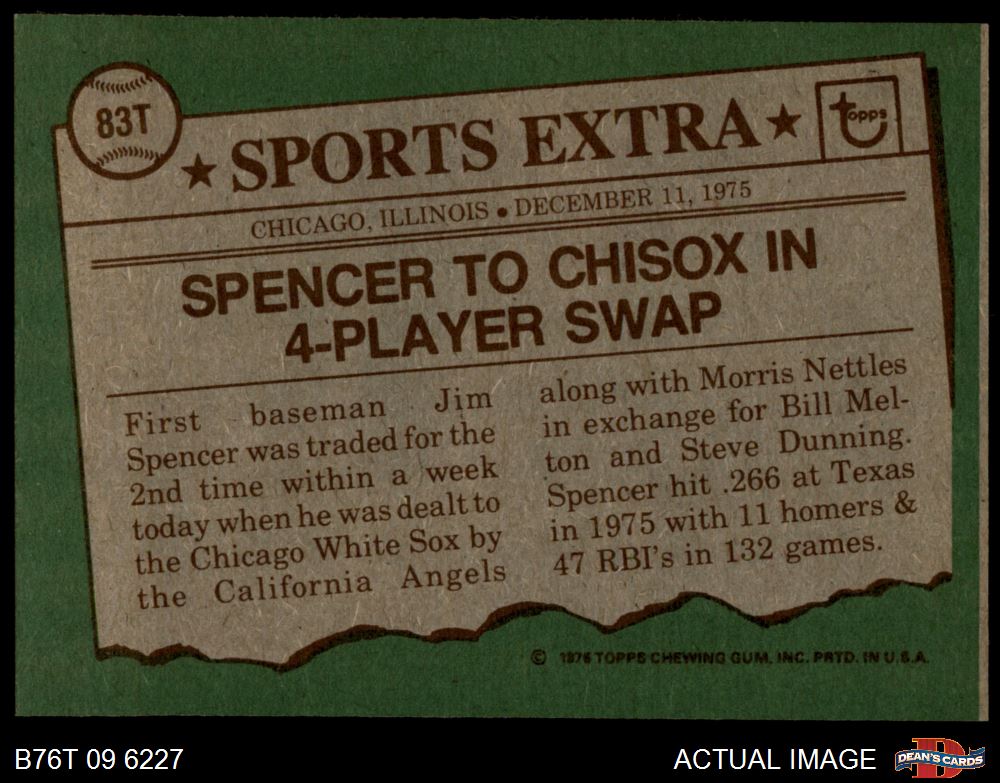 83T
★ SPORTS EXTRA ★
topps
CHICAGO, ILLINOIS • DECEMBER 11, 1975
SPENCER TO CHISOX IN
4-PLAYER SWAP
First baseman Jim
Spencer was traded for the
2nd time within a week
today when he was dealt to
the Chicago White Sox by
the California Angels
along with Morris Nettles
in exchange for Bill Mel-
ton and Steve Dunning.
Spencer hit .266 at Texas
in 1975 with 11 homers &
47 RBI's in 132 games.
© 1976 TOPPS CHEWING GUM, INC. PRTD. IN U.S.A.
B76T 09 6227
ACTUAL IMAGE
D
DEAN'S CARDS